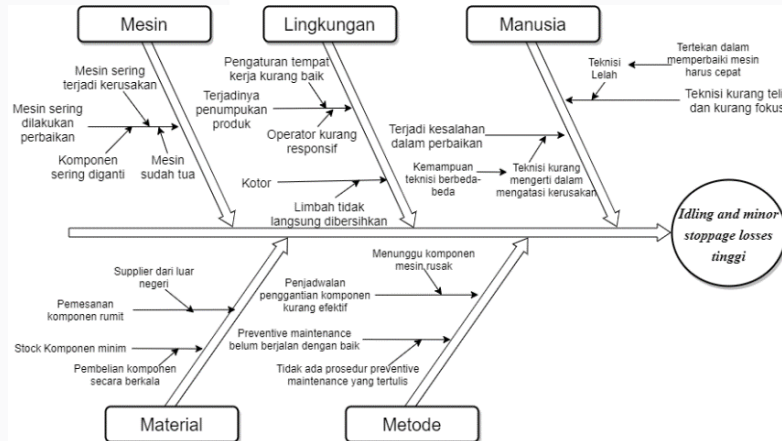 Mesin
Lingkungan
Manusia
Mesin sering
terjadi kerusakan
Mesin sering
dilakukan
perbaikan
Komponen
sering diganti
Mesin
sudah tua
Pengaturan tempat
kerja kurang baik
Terjadinya
penumpukan
produk
Operator kurang
responsif
Kotor
Limbah tidak
langsung dibersihkan
Teknisi
Lelah
Tertekan dalam
memperbaiki mesin
harus cepat
Teknisi kurang teli
dan kurang fokus
Terjadi kesalahan
dalam perbaikan
Kemampuan
teknisi berbeda-
beda
Teknisi kurang
mengerti dalam
mengatasi kerusakan
Idling and minor
stoppage losses
tinggi
Supplier dari luar
negeri
Pemesanan
komponen rumit
Stock Komponen minim
Pembelian komponen
secara berkala
Menunggu komponen
mesin rusak
Penjadwalan
penggantian komponen
kurang efektif
Preventive maintenance
belum berjalan dengan baik
Tidak ada prosedur preventive
maintenance yang tertulis
Material
Metode